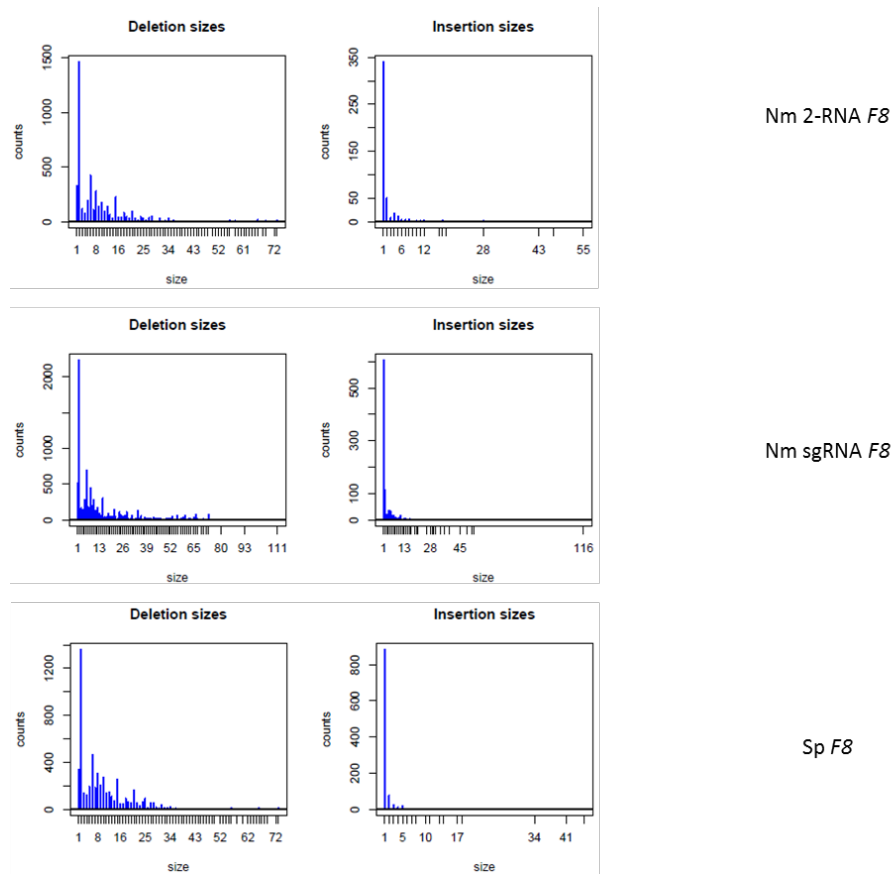 Deletion sizes
Insertion sizes
counts
0 500 1000 1500
1 8 16 25 34 43 52 61 72
size
counts
0 50 150 250 350
1 6 12 28 43 55
size
Nm 2-RNA F8
Deletion sizes
Insertion sizes
counts
0 500 1000 2000
1 13 26 39 52 65 80 93 111
size
counts
0 100 300 500
1 13 28 45 116
size
Nm sgRNA F8
Deletion sizes
Insertion sizes
counts
0 400 800 1200
1 8 16 25 34 43 52 62 72
size
counts
0 200 400 600 800
1 5 10 17 34 41
size
Sp F8